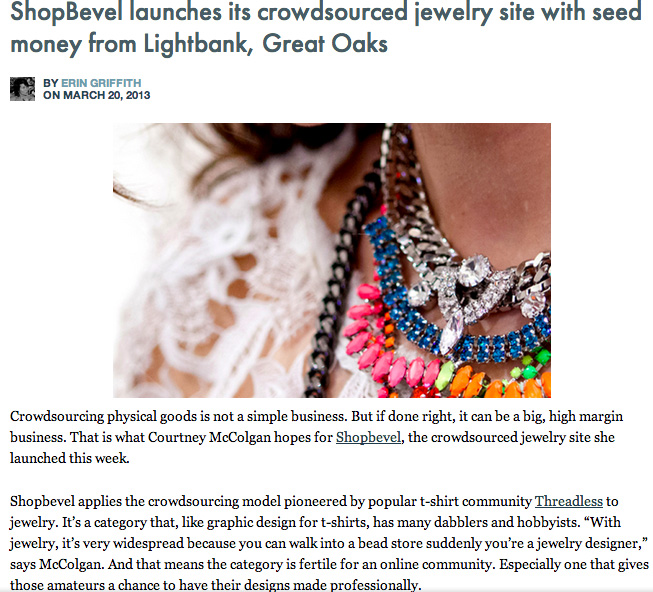 ShopBevel launches its crowdsourced jewelry site with seed
money from Lightbank, Great Oaks
BY ERIN GRIFFITH
ON MARCH 20, 2013
Crowdsourcing physical goods is not a simple business. But if done right, it can be a big, high margin
business. That is what Courtney McColgan hopes for Shopbevel, the crowdsourced jewelry site she
launched this week.
Shopbevel applies the crowdsourcing model pioneered by popular t-shirt community Threadless to
jewelry. It's a category that, like graphic design for t-shirts, has many dabblers and hobbyists. “With
jewelry, it's very widespread because you can walk into a bead store suddenly you're a jewelry designer,”
says McColgan. And that means the category is fertile for an online community. Especially one that gives
those amateurs a chance to have their designs made professionally.